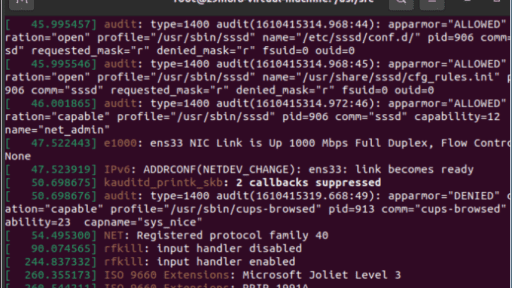 [   45.995457] audit: type=1400 audit(1610415314.968:44): apparmor="ALLOWED"
ration="open" profile="/usr/sbin/sssd" name="/etc/sssd/conf.d/" pid=906 comm=
sd" requested_mask="r" denied_mask="r" fsuid=0 ouid=0
[   45.995546] audit: type=1400 audit(1610415314.968:45): apparmor="ALLOWED"
ration="open" profile="/usr/sbin/sssd" name="/usr/share/sssd/cfg_rules.ini" p
906 comm="sssd" requested_mask="r" denied_mask="r" fsuid=0 ouid=0
[   46.001865] audit: type=1400 audit(1610415314.972:46): apparmor="ALLOWED"
ration="capable" profile="/usr/sbin/sssd" pid=906 comm="sssd" capability=12
name="net_admin"
[   47.522443] e1000: ens33 NIC Link is Up 1000 Mbps Full Duplex, Flow Contro
None
[   47.523919] IPv6: ADDRCONF(NETDEV_CHANGE): ens33: link becomes ready
[   50.698675] kauditd_printk_skb: 2 callbacks suppressed
[   50.698676] audit: type=1400 audit(1610415319.668:49): apparmor="DENIED"
ation="capable" profile="/usr/sbin/cups-browsed" pid=913 comm="cups-browsed"
ability=23  capname="sys_nice"
[   54.495300] NET: Registered protocol family 40
[   90.074565] rfkill: input handler disabled
[  244.837332] rfkill: input handler enabled
[  260.355173] ISO 9660 Extensions: Microsoft Joliet Level 3